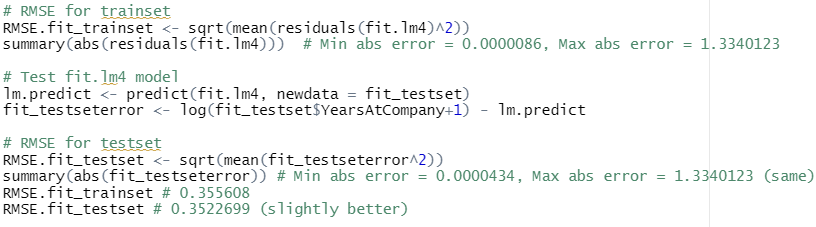 # RMSE for trainset
RMSE.fit_trainset <- sqrt(mean(residuals(fit.lm4)^2))
summary(abs(residuals(fit.lm4)))  # Min abs error = 0.0000086, Max abs error = 1.3340123
# Test fit.lm4 model
lm.predict <- predict(fit.lm4, newdata = fit_testset)
fit_testseterror <- log(fit_testset$YearsAtCompany+1) - lm.predict
# RMSE for testset
RMSE.fit_testset <- sqrt(mean(fit_testseterror^2))
summary(abs(fit_testseterror)) # Min abs error = 0.0000434, Max abs error = 1.3340123 (same)
RMSE.fit_trainset # 0.355608
RMSE.fit_testset # 0.3522699 (slightly better)